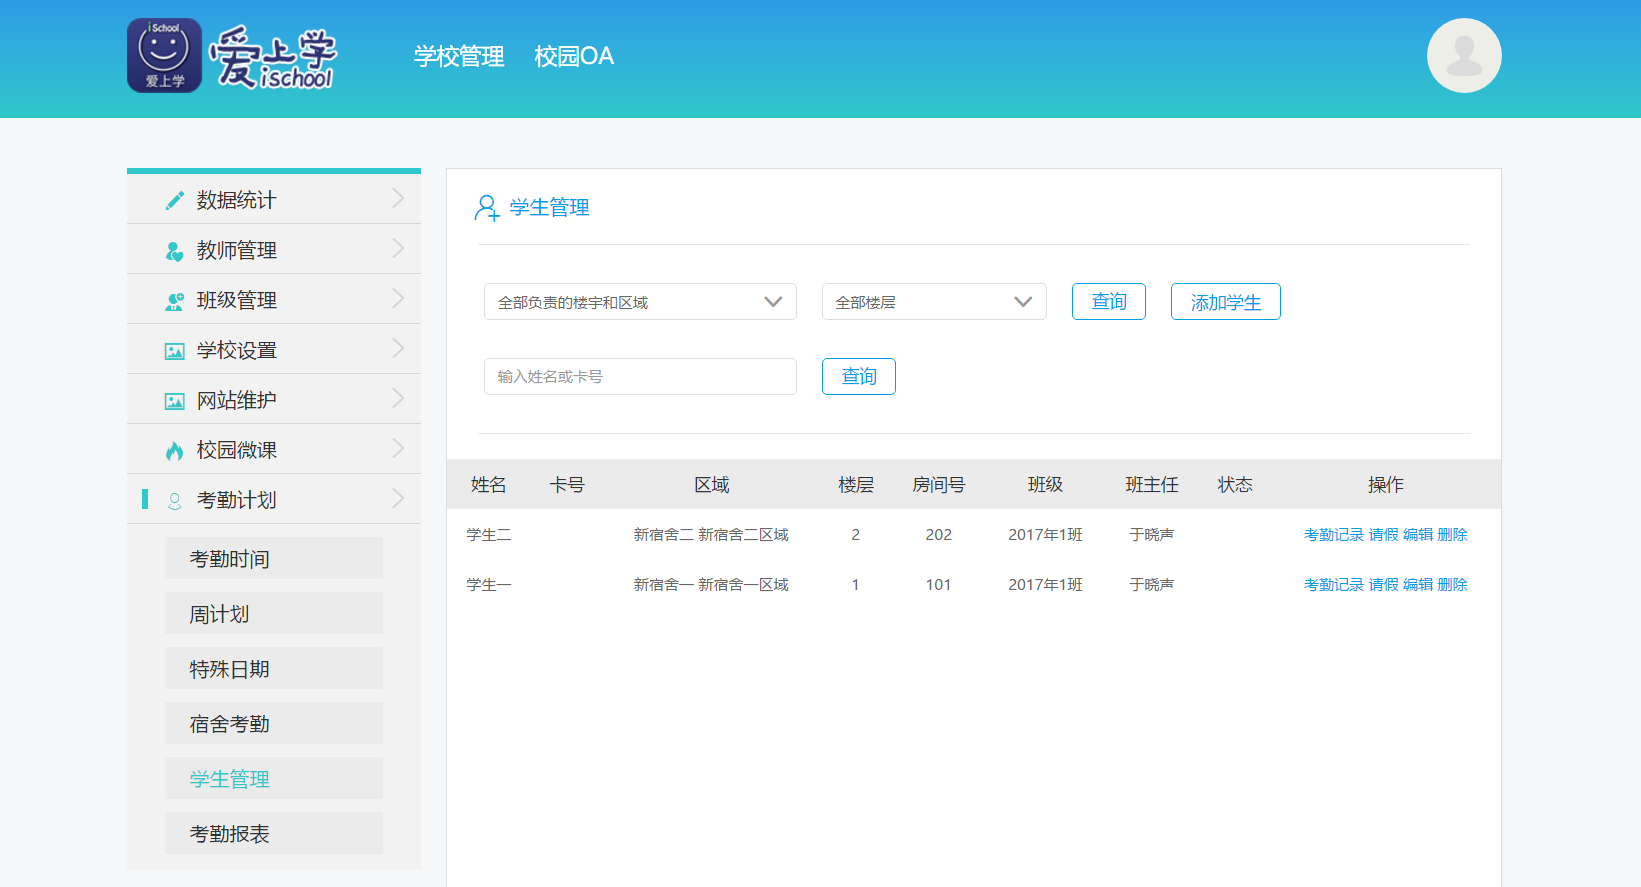 iSchool
爱上学
爱上学
ischool
学校管理 校园OA
数据统计
教师管理
班级管理
学校设置
网站维护
校园微课
考勤计划
考勤时间
周计划
特殊日期
宿舍考勤
学生管理
考勤报表
学生管理
全部负责的楼宇和区域 全部楼层 查询 添加学生
输入姓名或卡号 查询
姓名 卡号 区域 楼层 房间号 班级 班主任 状态 操作
学生二 新宿舍二 新宿舍二区域 2 202 2017年1班 于晓声 考勤记录 请假 编辑 删除
学生一 新宿舍一 新宿舍一区域 1 101 2017年1班 于晓声 考勤记录 请假 编辑 删除